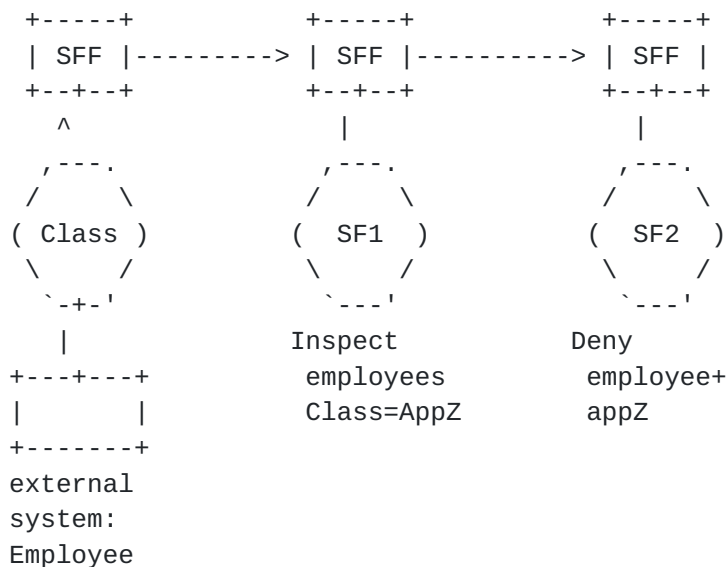 SFF SFF SFF
Class SF1 SF2
Inspect Deny
employees employee+
Class=AppZ appZ
external
system:
Employee